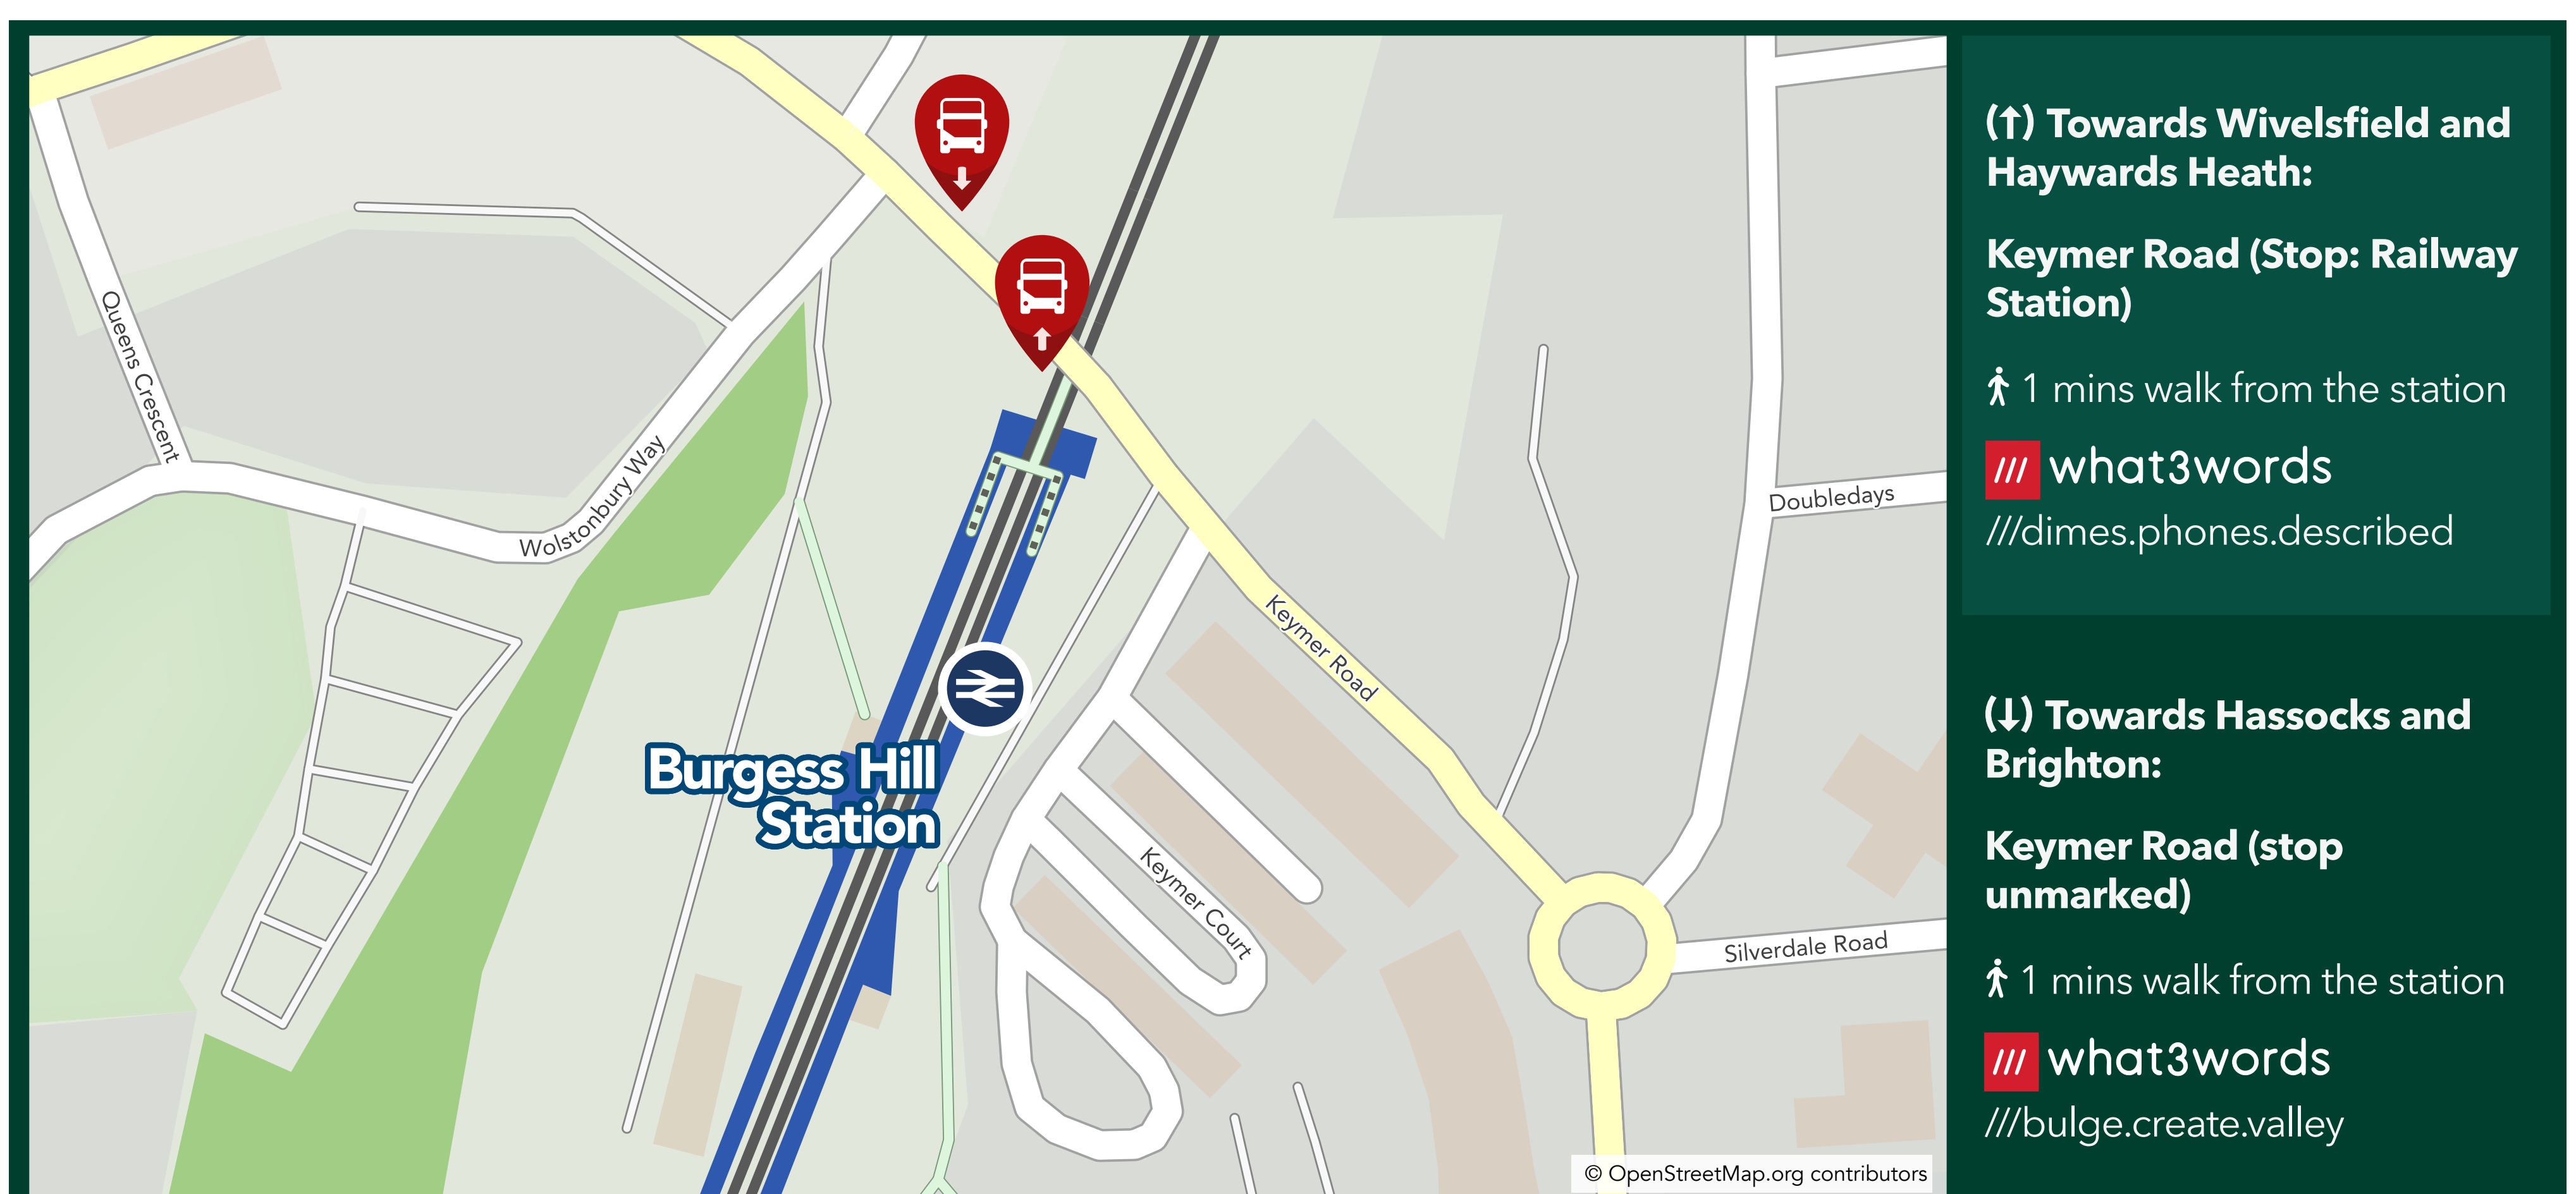 Queens Crescent
Wolstonbury Way
Keymer Road
Doubledays
Burgess Hill
Station
Keymer Court
Silverdale Road
© OpenStreetMap.org contributors
(↑) Towards Wivelsfield and
Haywards Heath:
Keymer Road (Stop: Railway
Station)
1 mins walk from the station
/// what3words
///dimes.phones.described
(↓) Towards Hassocks and
Brighton:
Keymer Road (stop
unmarked)
1 mins walk from the station
/// what3words
///bulge.create.valley